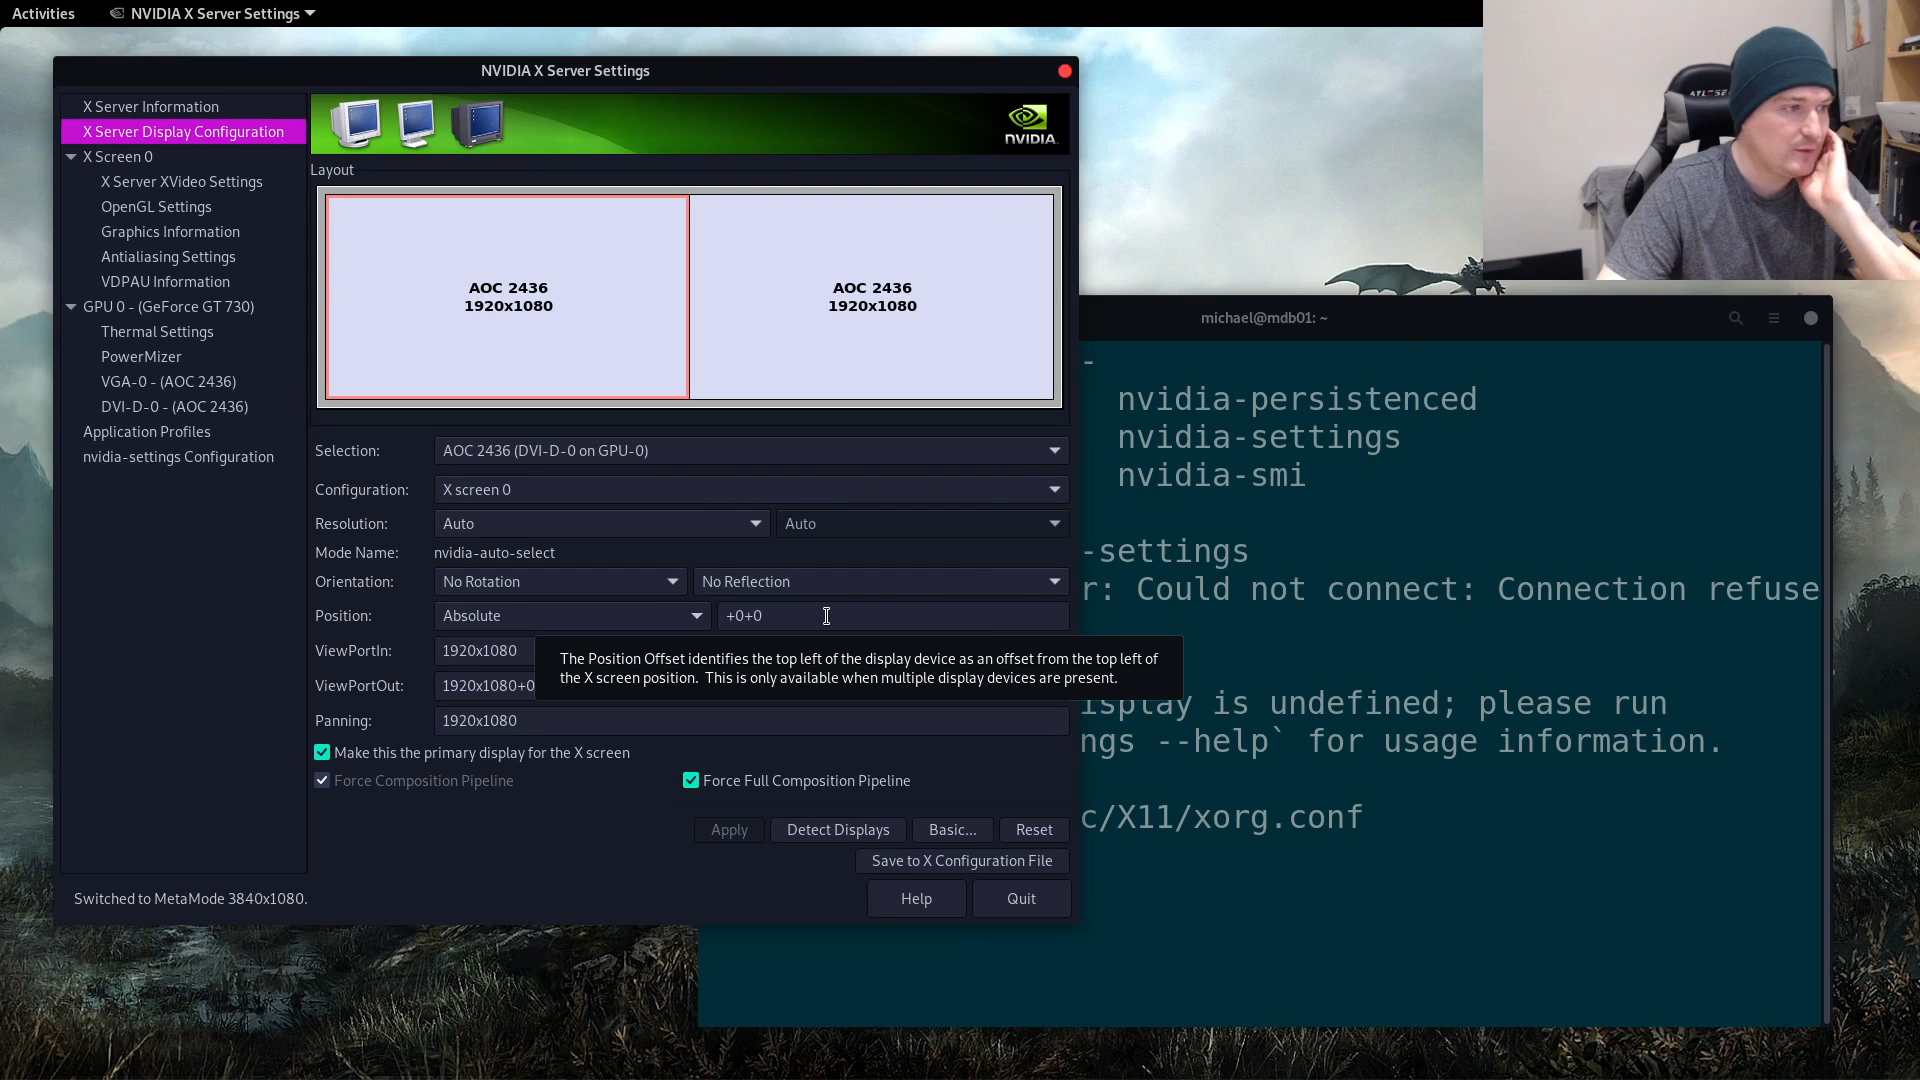 Activities
NVIDIA X Server Settings
NVIDIA X Server Settings
X Server Information
X Server Display Configuration
X Screen 0
X Server XVideo Settings
OpenGL Settings
Graphics Information
Antialiasing Settings
VDPAU Information
GPU 0 - (GeForce GT 730)
Thermal Settings
PowerMizer
VGA-0 - (AOC 2436)
DVI-D-0 - (AOC 2436)
Application Profiles
nvidia-settings Configuration
NVIDIA.
Layout
AOC 2436
1920x1080
AOC 2436
1920x1080
Selection:
AOC 2436 (DVI-D-0 on GPU-0)
Configuration:
X screen 0
Resolution:
Auto
Auto
Mode Name:
nvidia-auto-select
Orientation:
No Rotation
No Reflection
Position:
Absolute
+0+0
ViewPortIn:
1920x1080
ViewPortOut:
1920x1080+0
The Position Offset identifies the top left of the display device as an offset from the top left of
the X screen position. This is only available when multiple display devices are present.
Panning:
1920x1080
Make this the primary display for the X screen
Force Composition Pipeline
Force Full Composition Pipeline
Apply
Detect Displays
Basic...
Reset
Save to X Configuration File
Switched to MetaMode 3840x1080.
Help
Quit
michael@mdb01: ~
-
nvidia-persistenced
nvidia-settings
nvidia-smi
-settings
r: Could not connect: Connection refuse
isplay is undefined; please run
ngs --help` for usage information.
c/X11/xorg.conf